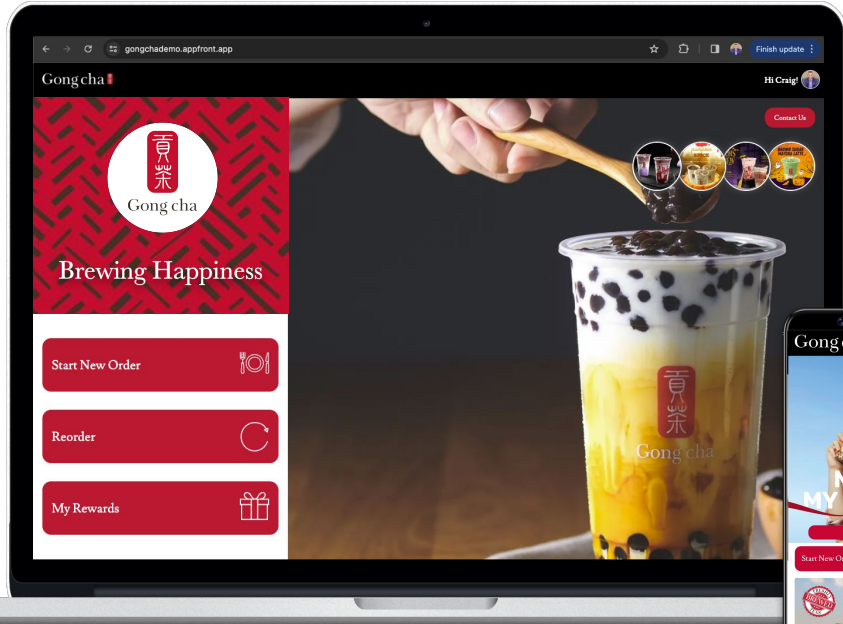 gongchademo.appfront.app
Finish update
Gong cha
Hi Craig!
Contact Us
貢茶
Gong cha
Brewing Happiness
Start New Order
Reorder
My Rewards
貢茶
Gong cha
Gong
MY
Start New Or
BREWED